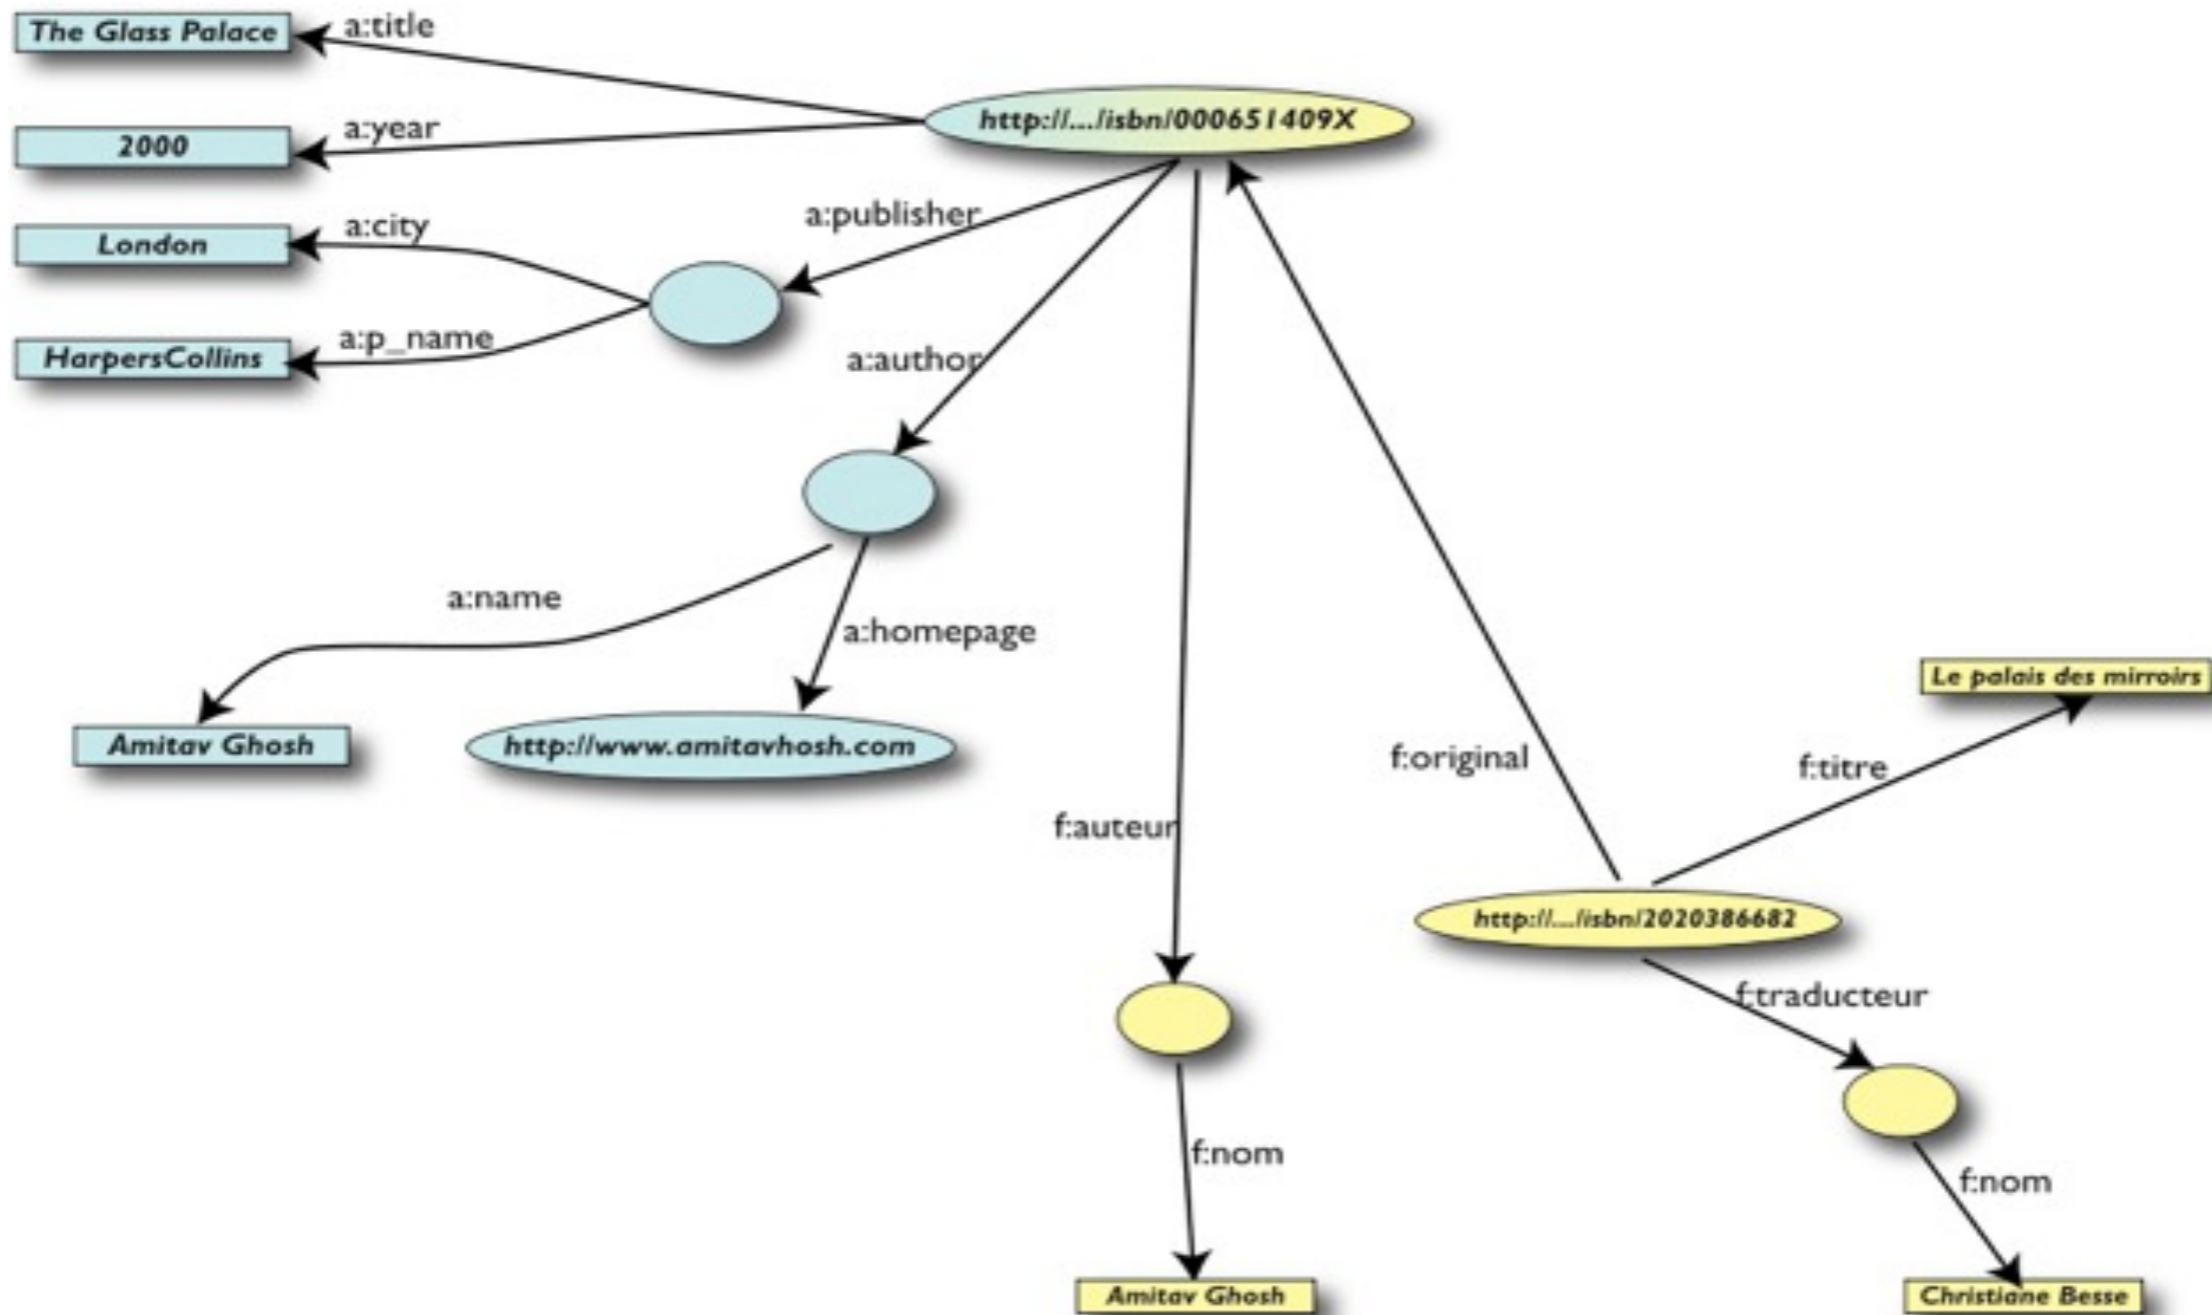 The Glass Palace
a:title
http://.../isbn/000651409X
2000
a:year
London
a:city
a:publisher
HarpersCollins
a:p_name
a:author
a:name
a:homepage
Amitav Ghosh
http://www.amitavhosh.com
Le palais des mirroirs
f:original
f:titre
f:auteur
http://.../isbn/2020386682
f:traducteur
f:nom
f:nom
Amitav Ghosh
Christiane Besse